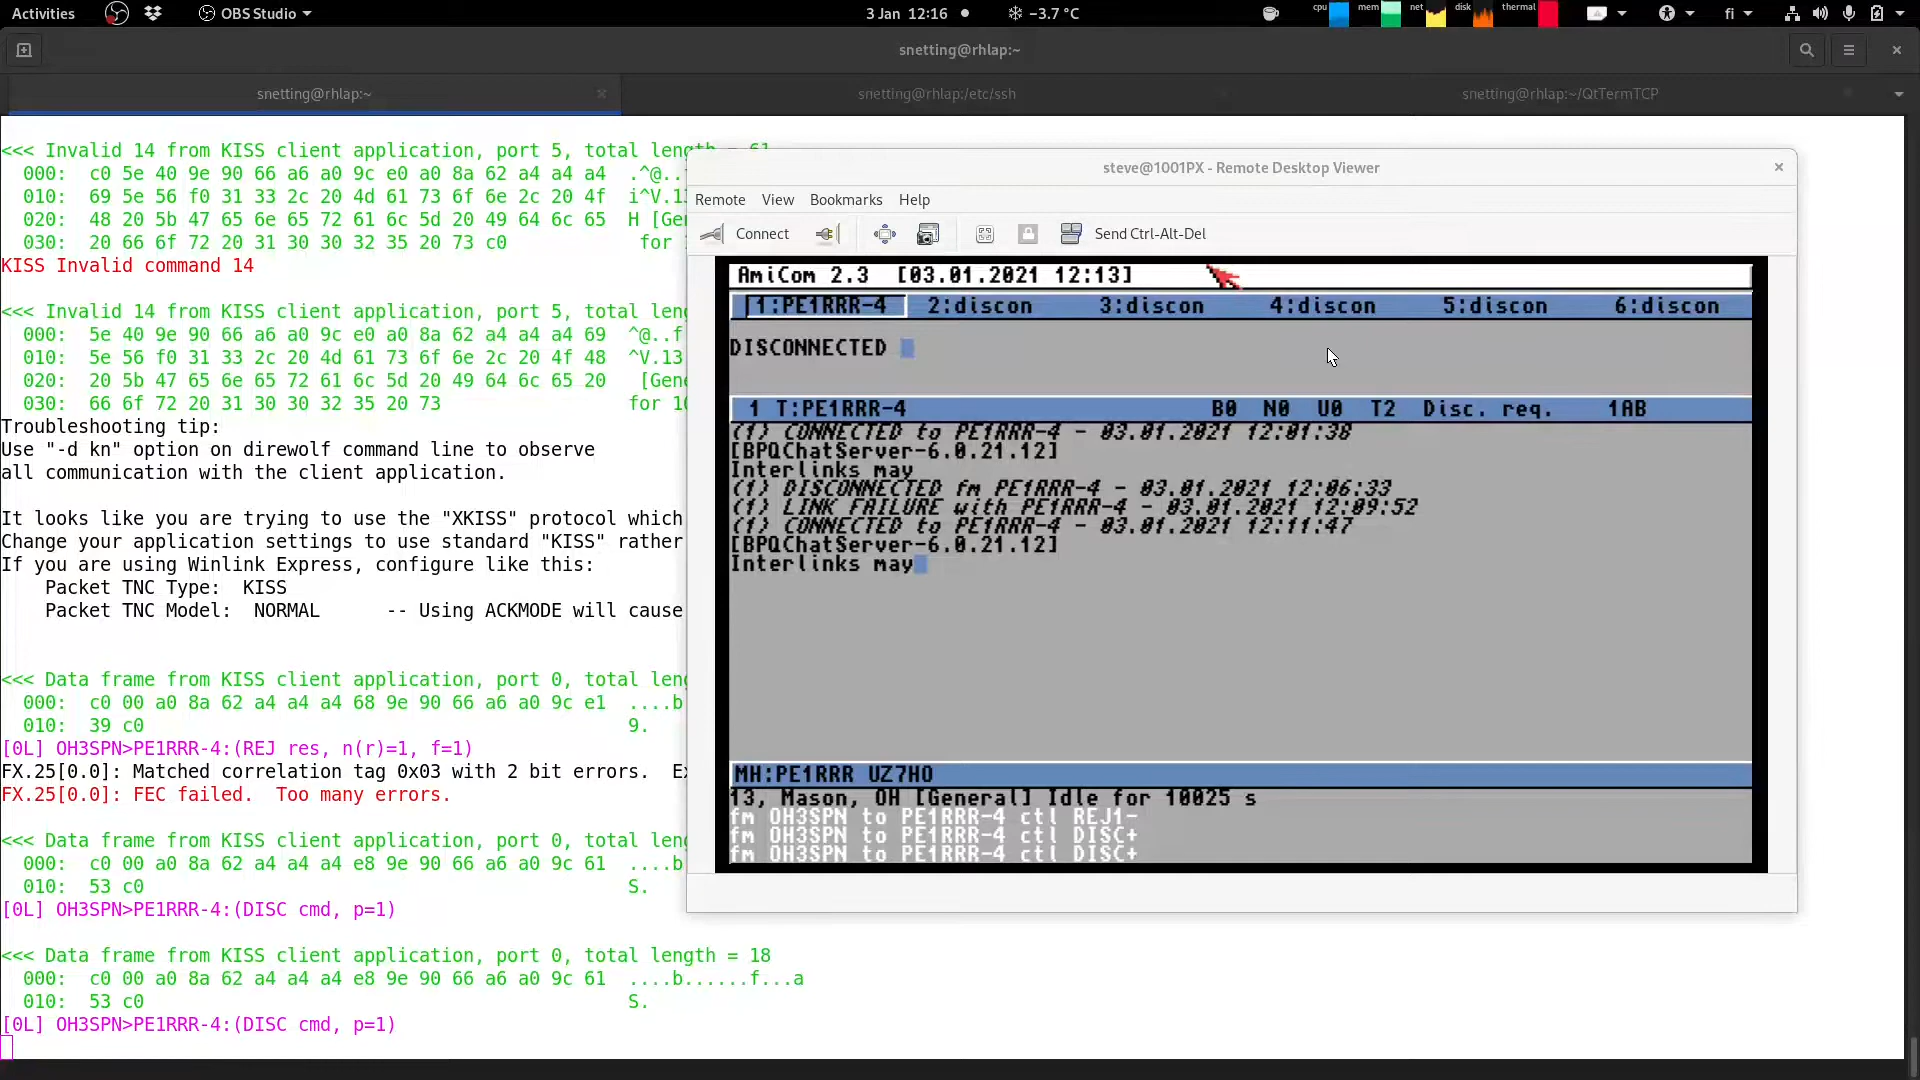 Activities
OBS Studio
3 Jan 12:16
−3.7 °C
cpu
mem
net
disk
thermal
fi
snetting@rhlap:~
snetting@rhlap:~
snetting@rhlap:/etc/ssh
snetting@rhlap:~/QtTermTCP
<<< Invalid 14 from KISS client application, port 5, total length = 61
000: c0 5e 40 9e 90 66 a6 a0 9c e0 a0 8a 62 a4 a4 a4 .^@..
010: 69 5e 56 f0 31 33 2c 20 4d 61 73 6f 6e 2c 20 4f i^V.13
020: 48 20 5b 47 65 6e 65 72 61 6c 5d 20 49 64 6c 65 H [Gen
030: 20 66 6f 72 20 31 30 30 32 35 20 73 c0 for
KISS Invalid command 14
<<< Invalid 14 from KISS client application, port 5, total length
000: 5e 40 9e 90 66 a6 a0 9c e0 a0 8a 62 a4 a4 a4 69 ^@..f
010: 5e 56 f0 31 33 2c 20 4d 61 73 6f 6e 2c 20 4f 48 ^V.13
020: 20 5b 47 65 6e 65 72 61 6c 5d 20 49 64 6c 65 20 [Gene
030: 66 6f 72 20 31 30 30 32 35 20 73 for 10
Troubleshooting tip:
Use "-d kn" option on direwolf command line to observe
all communication with the client application.
It looks like you are trying to use the "XKISS" protocol which
Change your application settings to use standard "KISS" rather
If you are using Winlink Express, configure like this:
Packet TNC Type: KISS
Packet TNC Model: NORMAL -- Using ACKMODE will cause
<<< Data frame from KISS client application, port 0, total leng
000: c0 00 a0 8a 62 a4 a4 a4 68 9e 90 66 a6 a0 9c e1 ....b
010: 39 c0 9.
[0L] OH3SPN>PE1RRR-4:(REJ res, n(r)=1, f=1)
FX.25[0.0]: Matched correlation tag 0x03 with 2 bit errors. Ex
FX.25[0.0]: FEC failed. Too many errors.
<<< Data frame from KISS client application, port 0, total leng
000: c0 00 a0 8a 62 a4 a4 a4 e8 9e 90 66 a6 a0 9c 61 ....b
010: 53 c0 S.
[0L] OH3SPN>PE1RRR-4:(DISC cmd, p=1)
<<< Data frame from KISS client application, port 0, total length = 18
000: c0 00 a0 8a 62 a4 a4 a4 e8 9e 90 66 a6 a0 9c 61 ....b......f...a
010: 53 c0 S.
[0L] OH3SPN>PE1RRR-4:(DISC cmd, p=1)
steve@1001PX - Remote Desktop Viewer
Remote View Bookmarks Help
Connect
Send Ctrl-Alt-Del
AmiCom 2.3 [03.01.2021 12:13]
1:PE1RRR-4 2:discon 3:discon 4:discon 5:discon 6:discon
DISCONNECTED
1 T:PE1RRR-4 B0 N0 U0 T2 Disc. req. 1AB
(1) CONNECTED to PE1RRR-4 - 03.01.2021 12:01:38
[BPQChatServer-6.0.21.12]
Interlinks may
(1) DISCONNECTED fm PE1RRR-4 - 03.01.2021 12:06:33
(1) LINK FAILURE with PE1RRR-4 - 03.01.2021 12:09:52
(1) CONNECTED to PE1RRR-4 - 03.01.2021 12:11:47
[BPQChatServer-6.0.21.12]
Interlinks may
MH:PE1RRR UZ7HO
13, Mason, OH [General] Idle for 10025 s
fm OH3SPN to PE1RRR-4 ctl REJ1-
fm OH3SPN to PE1RRR-4 ctl DISC+
fm OH3SPN to PE1RRR-4 ctl DISC+